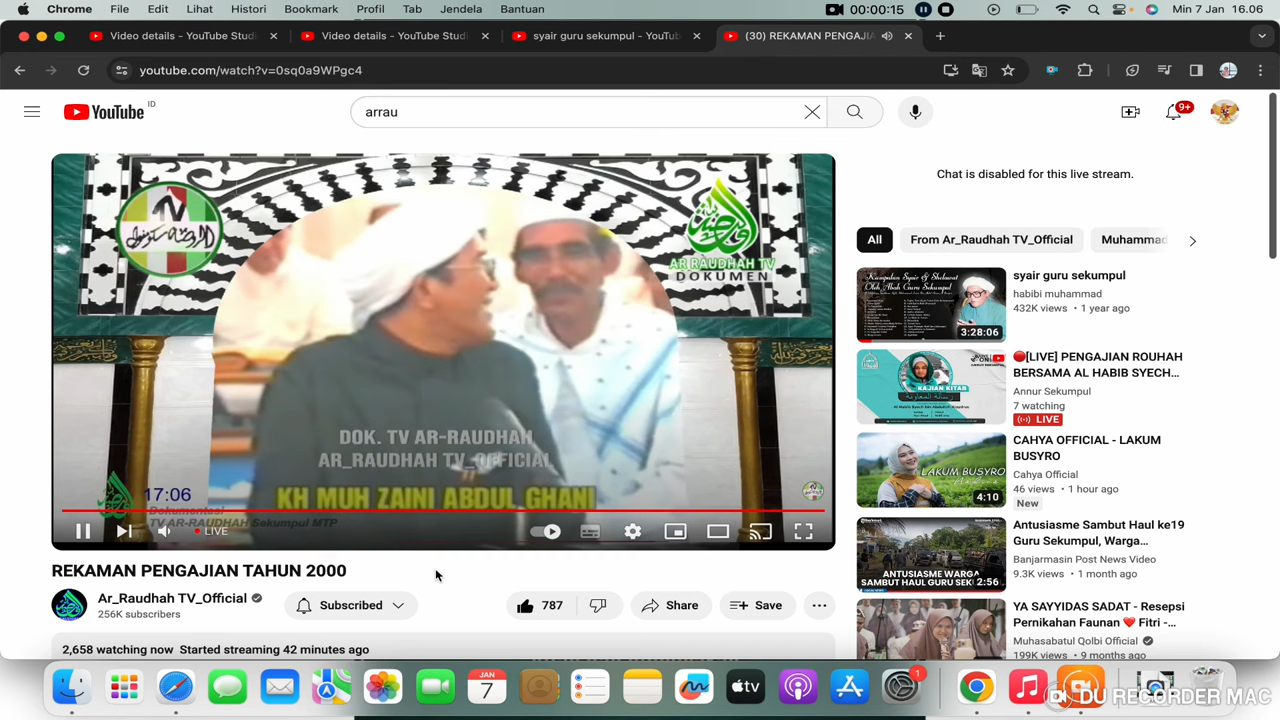 Chrome File Edit Lihat Histori Bookmark Profil Tab Jendela Bantuan 00:00:15 Min 7 Jan 16.06
Video details - YouTube Studi Video details - YouTube Studi syair guru sekumpul - YouTub (30) REKAMAN PENGAJIA
youtube.com/watch?v=0sq0a9WPgc4
YouTube ID
arrau
9+
AR RAUDHAH TV
DOKUMEN
DOK. TV AR-RAUDHAH
AR_RAUDHAH TV_OFFICIAL
17:06
KH MUH ZAINI ABDUL GHANI
Dokumentasi
TV AR-RAUDHAH Sekumpul MTP
LIVE
REKAMAN PENGAJIAN TAHUN 2000
Ar_Raudhah TV_Official
256K subscribers
Subscribed
787
Share
Save
2,658 watching now Started streaming 42 minutes ago
Chat is disabled for this live stream.
All From Ar_Raudhah TV_Official Muhammad
syair guru sekumpul
habibi muhammad
432K views • 1 year ago
3:28:06
[LIVE] PENGAJIAN ROUHAH
BERSAMA AL HABIB SYECH...
Annur Sekumpul
7 watching
LIVE
KAJIAN KITAB
CAHYA OFFICIAL - LAKUM
BUSYRO
Cahya Official
46 views • 1 hour ago
New
LAKUM BUSYRO
4:10
Antusiasme Sambut Haul ke19
Guru Sekumpul, Warga...
Banjarmasin Post News Video
9.3K views • 1 month ago
ANTUSIASME WARGA
SAMBUT HAUL GURU SEK
2:56
YA SAYYIDAS SADAT - Resepsi
Pernikahan Faunan ❤️ Fitri -...
Muhasabatul Qolbi Official
199K views • 9 months ago
JAN
7
tv
1
DU RECORDER MAC